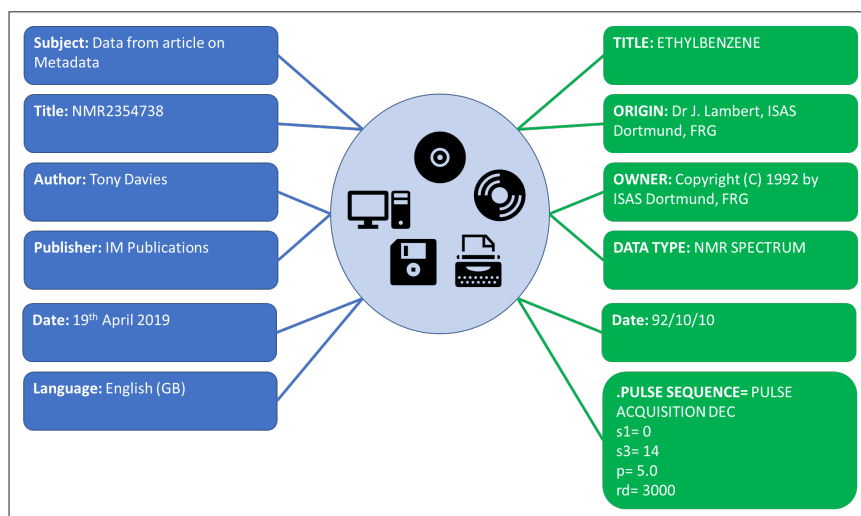 Subject: Data from article on
Metadata
Title: NMR2354738
Author: Tony Davies
Publisher: IM Publications
Date: 19th April 2019
Language: English (GB)
TITLE: ETHYLBENZENE
ORIGIN: Dr J. Lambert, ISAS
Dortmund, FRG
OWNER: Copyright (C) 1992 by
ISAS Dortmund, FRG
DATA TYPE: NMR SPECTRUM
Date: 92/10/10
.PULSE SEQUENCE= PULSE
ACQUISITION DEC
s1= 0
s3= 14
p= 5.0
rd= 3000